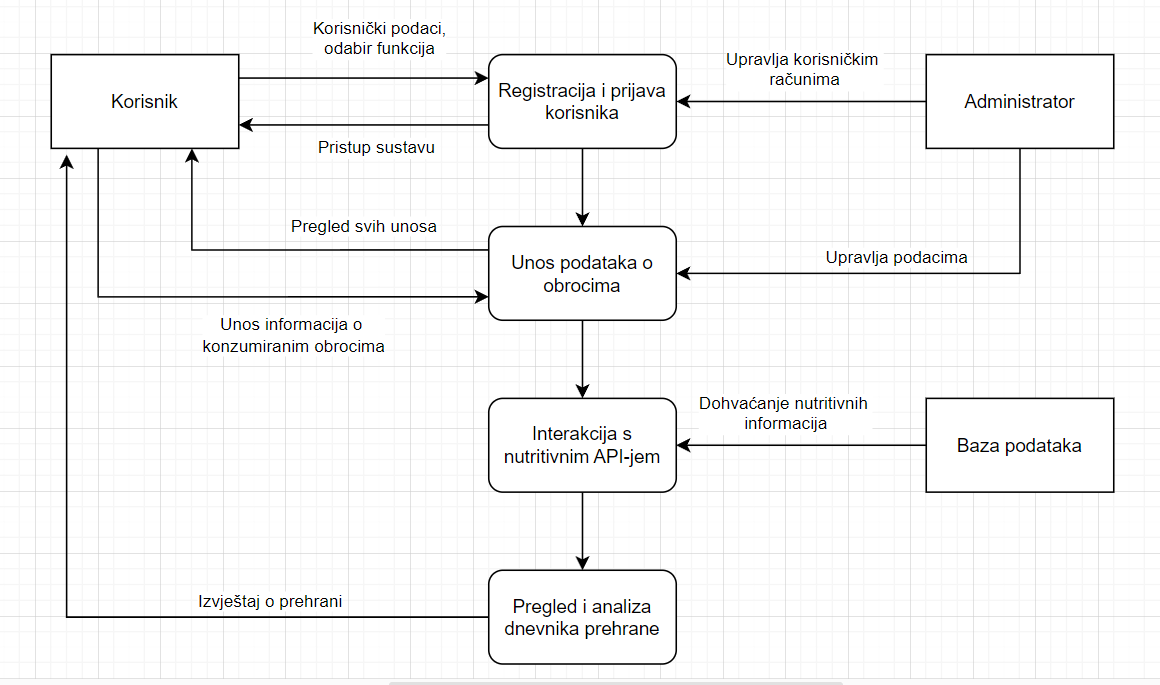 Korisnički podaci,
odabir funkcija
Korisnik
Registracija i prijava
korisnika
Upravlja korisničkim
računima
Administrator
Pristup sustavu
Pregled svih unosa
Unos podataka o
obrocima
Upravlja podacima
Unos informacija o
konzumiranim obrocima
Dohvaćanje nutritivnih
informacija
Interakcija s
nutritivnim API-jem
Baza podataka
Izvještaj o prehrani
Pregled i analiza
dnevnika prehrane